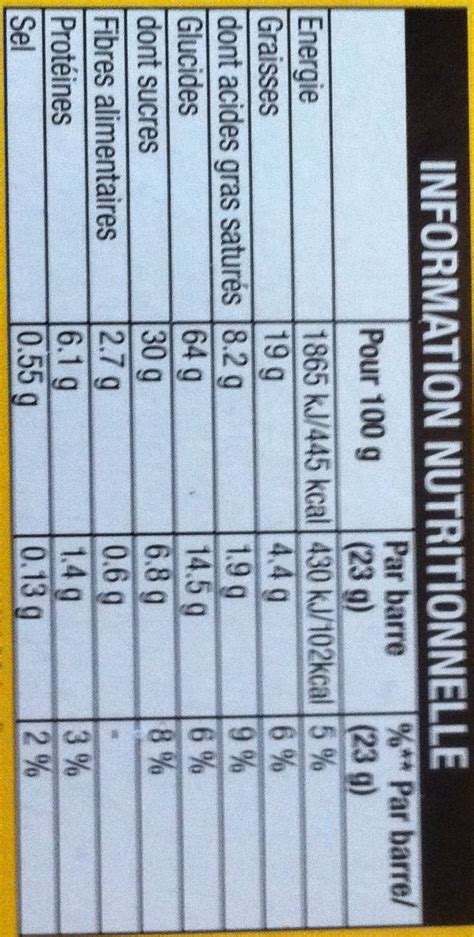 INFORMATION NUTRITIONNELLE
Pour 100 g Par barre (23 g) %** Par barre/ (23 g)
Energie 1865 kJ/445 kcal 430 kJ/102kcal 5 %
Graisses 19 g 4.4 g 6 %
dont acides gras saturés 8.2 g 1.9 g 9 %
Glucides 64 g 14.5 g 6 %
dont sucres 30 g 6.8 g 8 %
Fibres alimentaires 2.7 g 0.6 g -
Protéines 6.1 g 1.4 g 3 %
Sel 0.55 g 0.13 g 2 %